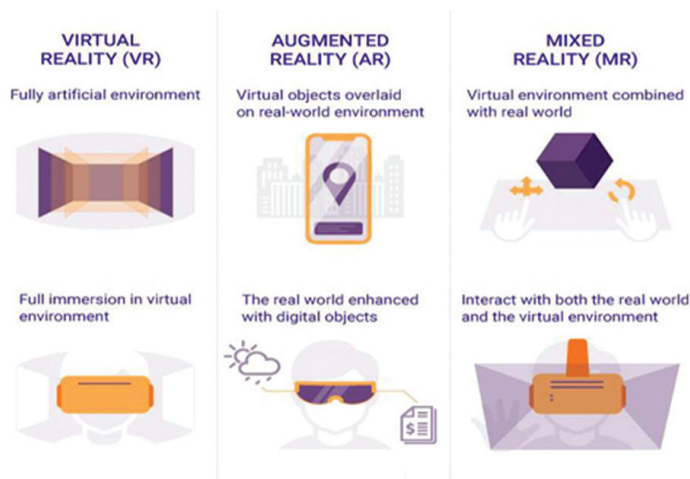 VIRTUAL
REALITY (VR)
Fully artificial environment
Full immersion in virtual
environment
AUGMENTED
REALITY (AR)
Virtual objects overlaid
on real-world environment
The real world enhanced
with digital objects
$
MIXED
REALITY (MR)
Virtual environment combined
with real world
Interact with both the real world
and the virtual environment